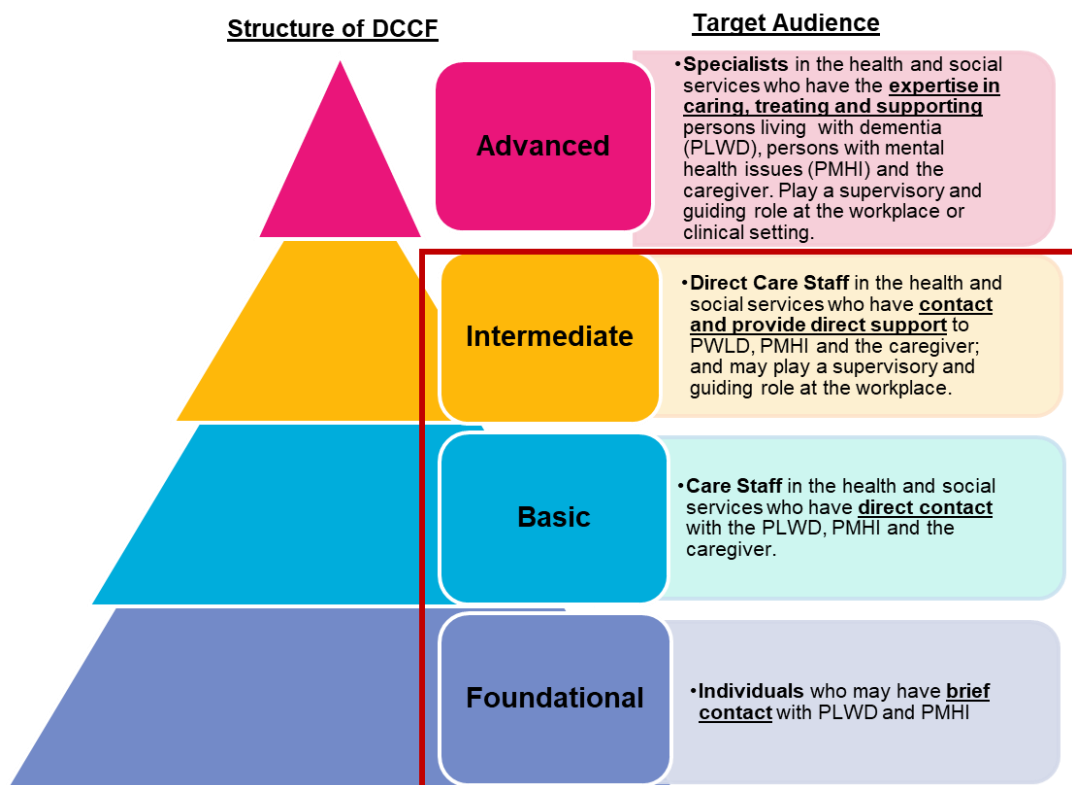 Structure of DCCF
Target Audience
Advanced
•Specialists in the health and social
services who have the expertise in
caring, treating and supporting
persons living with dementia
(PLWD), persons with mental
health issues (PMHI) and the
caregiver. Play a supervisory and
guiding role at the workplace or
clinical setting.
Intermediate
•Direct Care Staff in the health and
social services who have contact
and provide direct support to
PWLD, PMHI and the caregiver;
and may play a supervisory and
guiding role at the workplace.
Basic
•Care Staff in the health and social
services who have direct contact
with the PLWD, PMHI and the
caregiver.
Foundational
•Individuals who may have brief
contact with PLWD and PMHI